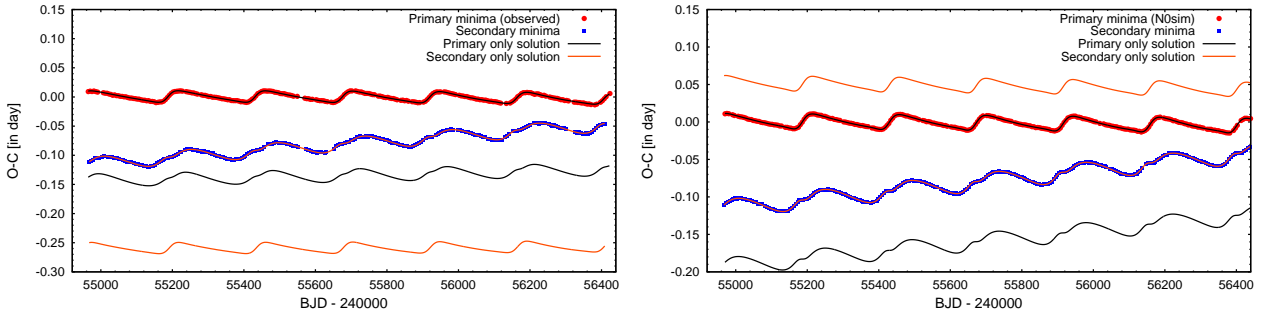 0.15
0.10
0.05
0.00
-0.05
-0.10
-0.15
-0.20
-0.25
-0.30
O-C [in day]
Primary minima (observed)
Secondary minima
Primary only solution
Secondary only solution
55000 55200 55400 55600 55800 56000 56200 56400
BJD - 240000
0.15
0.10
0.05
0.00
-0.05
-0.10
-0.15
-0.20
O-C [in day]
Primary minima (N0sim)
Secondary minima
Primary only solution
Secondary only solution
55000 55200 55400 55600 55800 56000 56200 56400
BJD - 240000